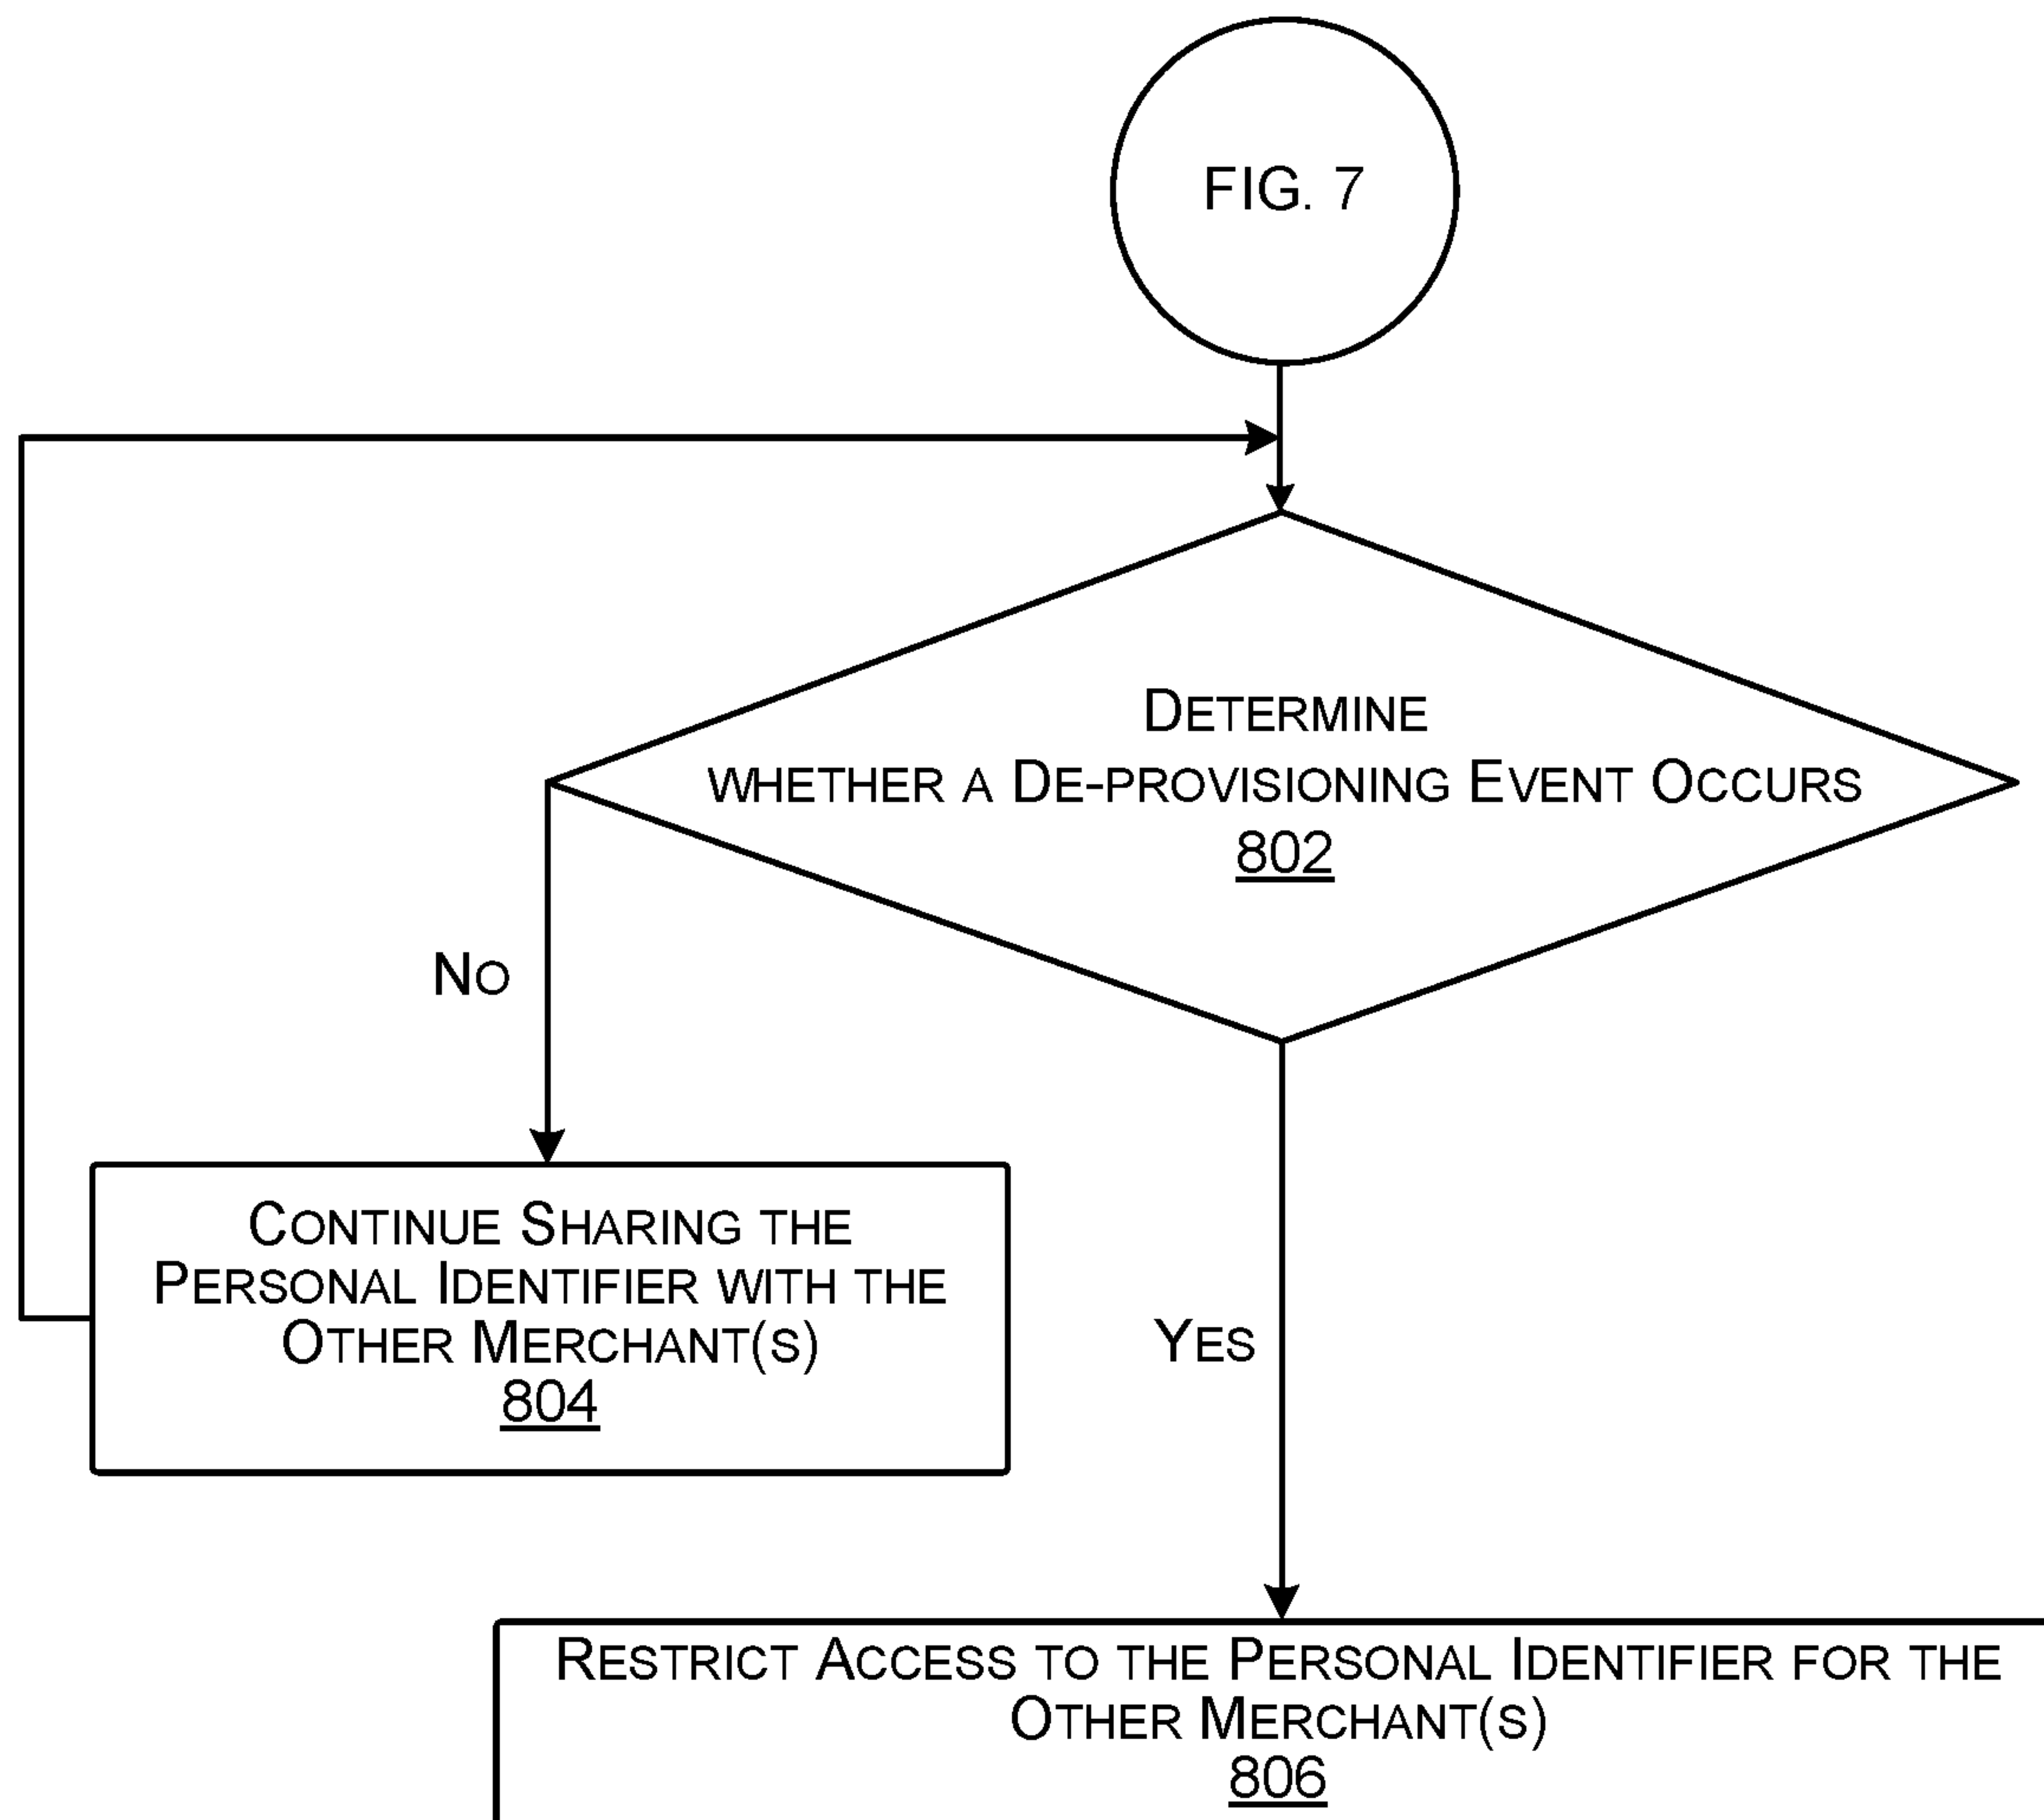 FIG. 7
DETERMINE
WHETHER A DE-PROVISIONING EVENT OCCURS
802
NO
CONTINUE SHARING THE
PERSONAL IDENTIFIER WITH THE
OTHER MERCHANT(S)
804
YES
RESTRICT ACCESS TO THE PERSONAL IDENTIFIER FOR THE
OTHER MERCHANT(S)
806